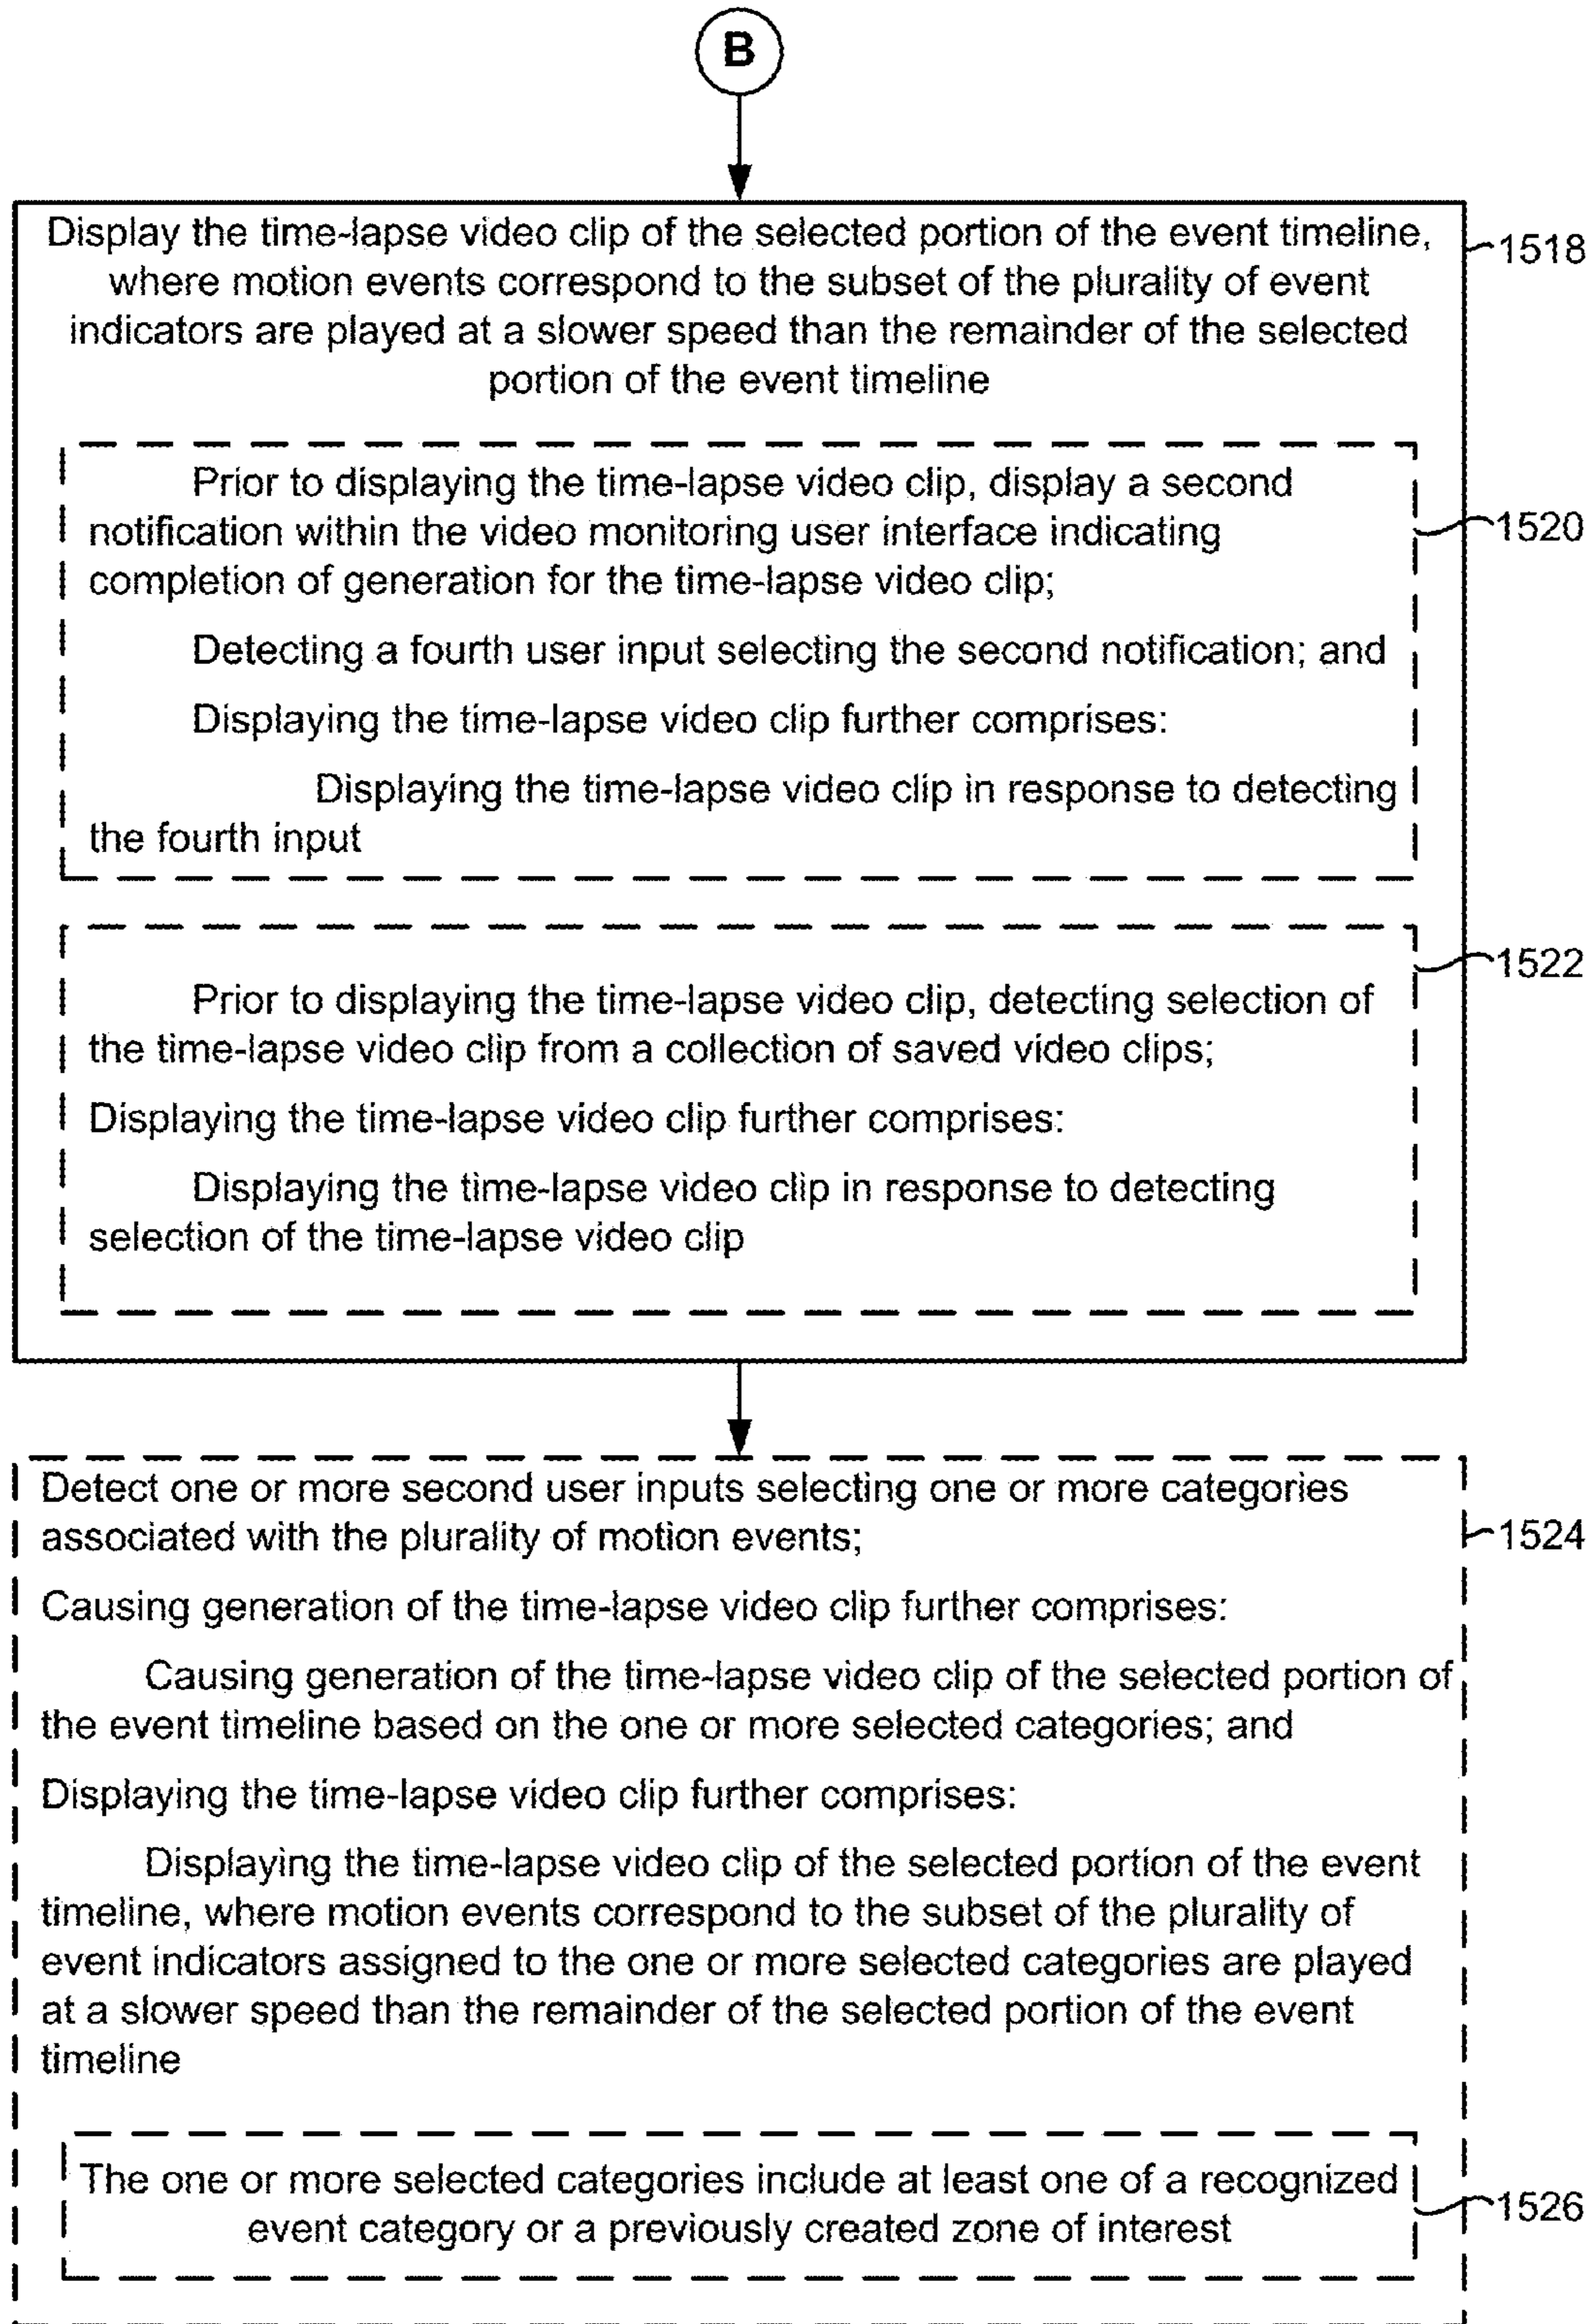 B
Display the time-lapse video clip of the selected portion of the event timeline,
where motion events correspond to the subset of the plurality of event
indicators are played at a slower speed than the remainder of the selected
portion of the event timeline
1518
Prior to displaying the time-lapse video clip, display a second
notification within the video monitoring user interface indicating
completion of generation for the time-lapse video clip;
1520
Detecting a fourth user input selecting the second notification; and
Displaying the time-lapse video clip further comprises:
Displaying the time-lapse video clip in response to detecting
the fourth input
1522
Prior to displaying the time-lapse video clip, detecting selection of
the time-lapse video clip from a collection of saved video clips;
Displaying the time-lapse video clip further comprises:
Displaying the time-lapse video clip in response to detecting
selection of the time-lapse video clip
Detect one or more second user inputs selecting one or more categories
associated with the plurality of motion events;
1524
Causing generation of the time-lapse video clip further comprises:
Causing generation of the time-lapse video clip of the selected portion of
the event timeline based on the one or more selected categories; and
Displaying the time-lapse video clip further comprises:
Displaying the time-lapse video clip of the selected portion of the event
timeline, where motion events correspond to the subset of the plurality of
event indicators assigned to the one or more selected categories are played
at a slower speed than the remainder of the selected portion of the event
timeline
The one or more selected categories include at least one of a recognized
event category or a previously created zone of interest
1526